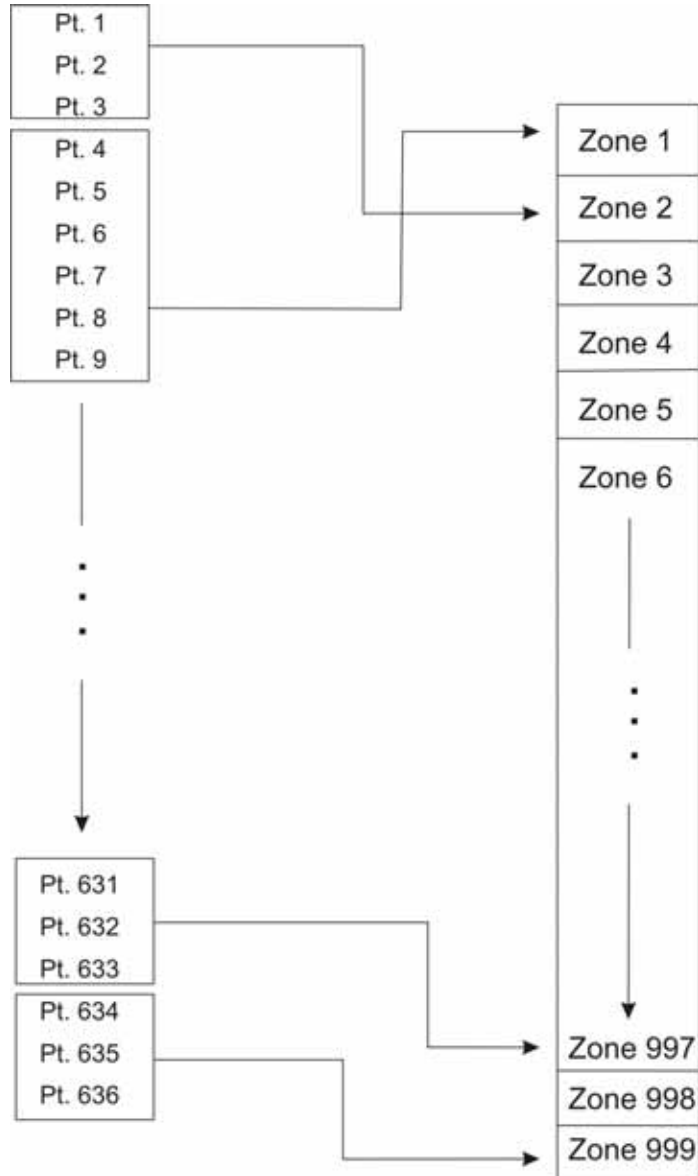 Pt. 1
Pt. 2
Pt. 3
Pt. 4
Pt. 5
Pt. 6
Pt. 7
Pt. 8
Pt. 9
Pt. 631
Pt. 632
Pt. 633
Pt. 634
Pt. 635
Pt. 636
Zone 1
Zone 2
Zone 3
Zone 4
Zone 5
Zone 6
Zone 997
Zone 998
Zone 999